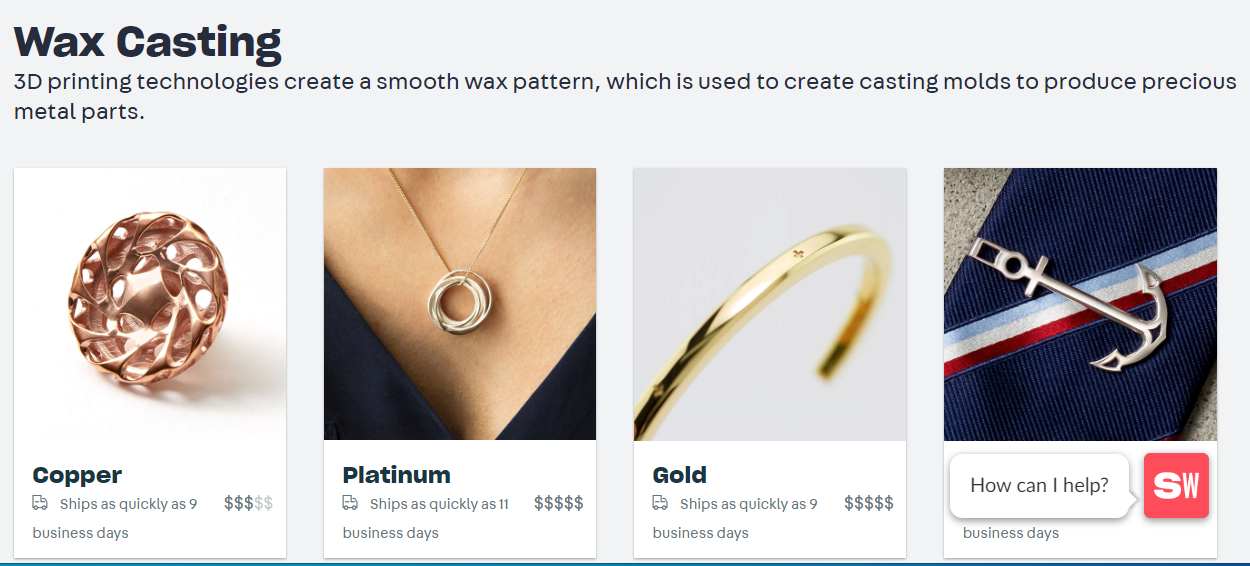 Wax Casting
3D printing technologies create a smooth wax pattern, which is used to create casting molds to produce precious
metal parts.
Copper
Ships as quickly as 9 $$$$$
business days
Platinum
Ships as quickly as 11 $$$$$
business days
Gold
Ships as quickly as 9 $$$$$
business days
How can I help?
SW
business days